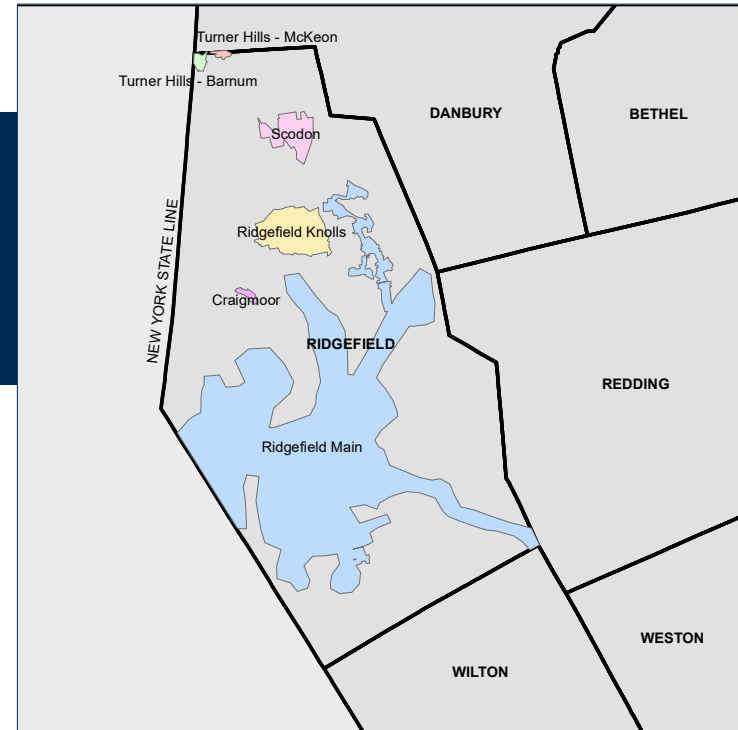 Turner Hills - McKeon
Turner Hills - Barnum
DANBURY
BETHEL
Scodon
Ridgefield Knolls
NEW YORK STATE LINE
Craigmoor
RIDGEFIELD
REDDING
Ridgefield Main
WESTON
WILTON